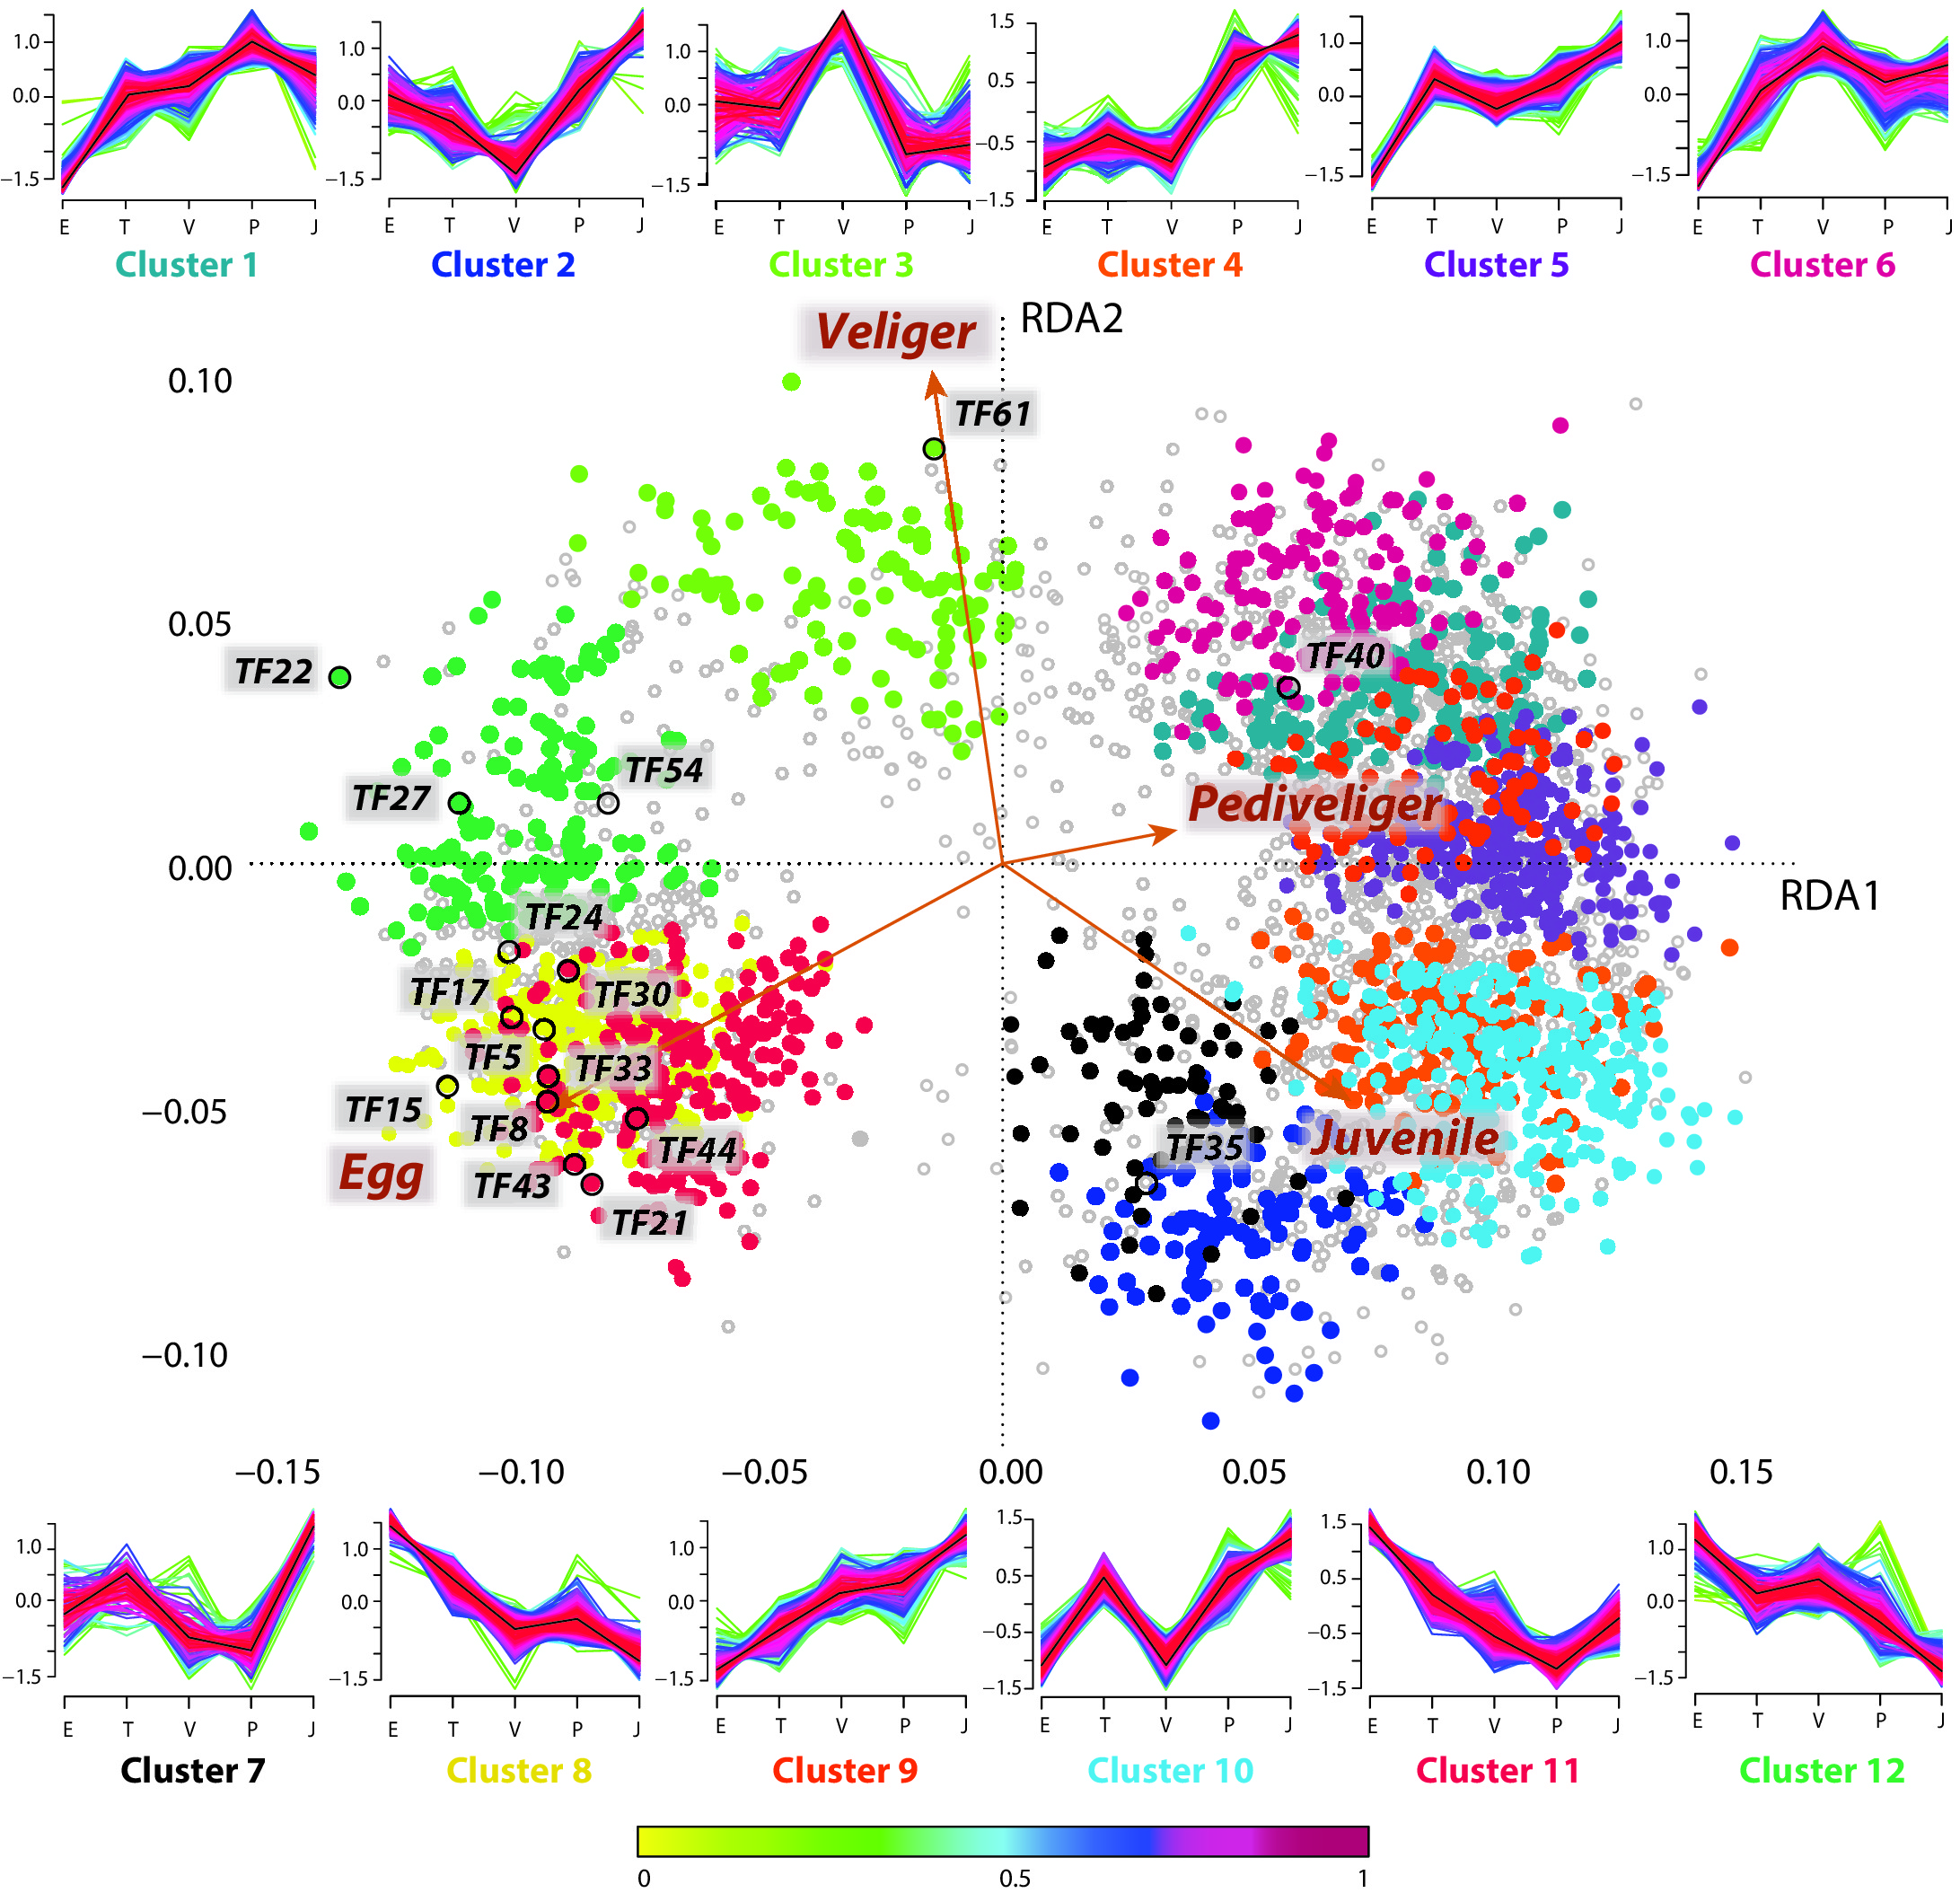 1.0
0.0
−1.5
E T V P J
Cluster 1
1.0
0.0
−1.5
E T V P J
Cluster 2
1.0
0.0
−1.5
E T V P J
Cluster 3
1.5
0.5
−0.5
−1.5
E T V P J
Cluster 4
1.0
0.0
−1.5
E T V P J
Cluster 5
1.0
0.0
−1.5
E T V P J
Cluster 6
Veliger
RDA2
0.10
TF61
0.05
TF22
TF40
TF54
TF27
Pediveliger
0.00
RDA1
TF24
TF17
TF30
TF5
TF33
−0.05
TF15
TF8
TF35
Juvenile
TF44
Egg
TF43
TF21
−0.10
−0.15 −0.10 −0.05 0.00 0.05 0.10 0.15
1.0
0.0
−1.5
E T V P J
Cluster 7
1.0
0.0
−1.5
E T V P J
Cluster 8
1.0
0.0
−1.5
E T V P J
Cluster 9
1.5
0.5
−0.5
−1.5
E T V P J
Cluster 10
1.5
0.5
−0.5
−1.5
E T V P J
Cluster 11
1.0
0.0
−1.5
E T V P J
Cluster 12
0 0.5 1